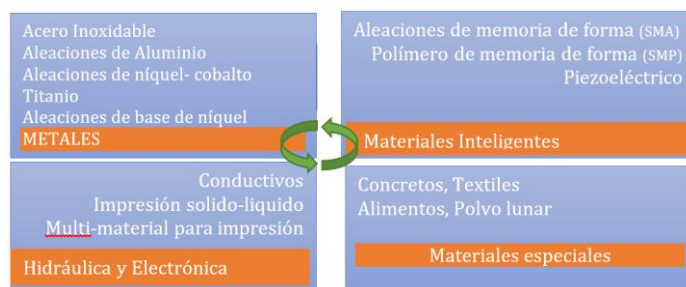 Acero Inoxidable
Aleaciones de Aluminio
Aleaciones de níquel- cobalto
Titanio
Aleaciones de base de níquel
METALES
Aleaciones de memoria de forma (SMA)
Polímero de memoria de forma (SMP)
Piezoeléctrico
Materiales Inteligentes
Conductivos
Impresión solido-liquido
Multi-material para impresión
Hidráulica y Electrónica
Concretos, Textiles
Alimentos, Polvo lunar
Materiales especiales